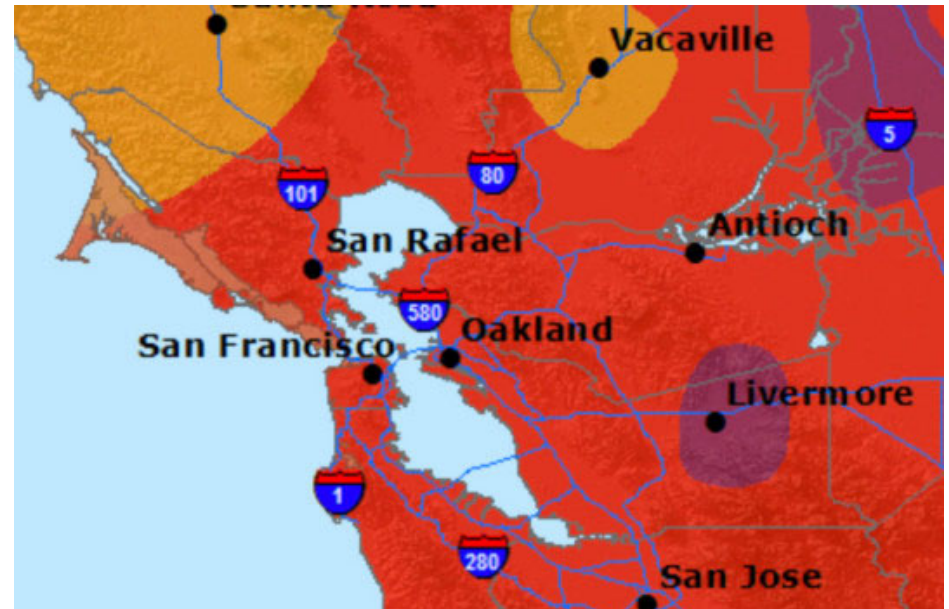 Vacaville
5
80
101
Antioch
San Rafael
580
Oakland
San Francisco
Livermore
1
280
San Jose